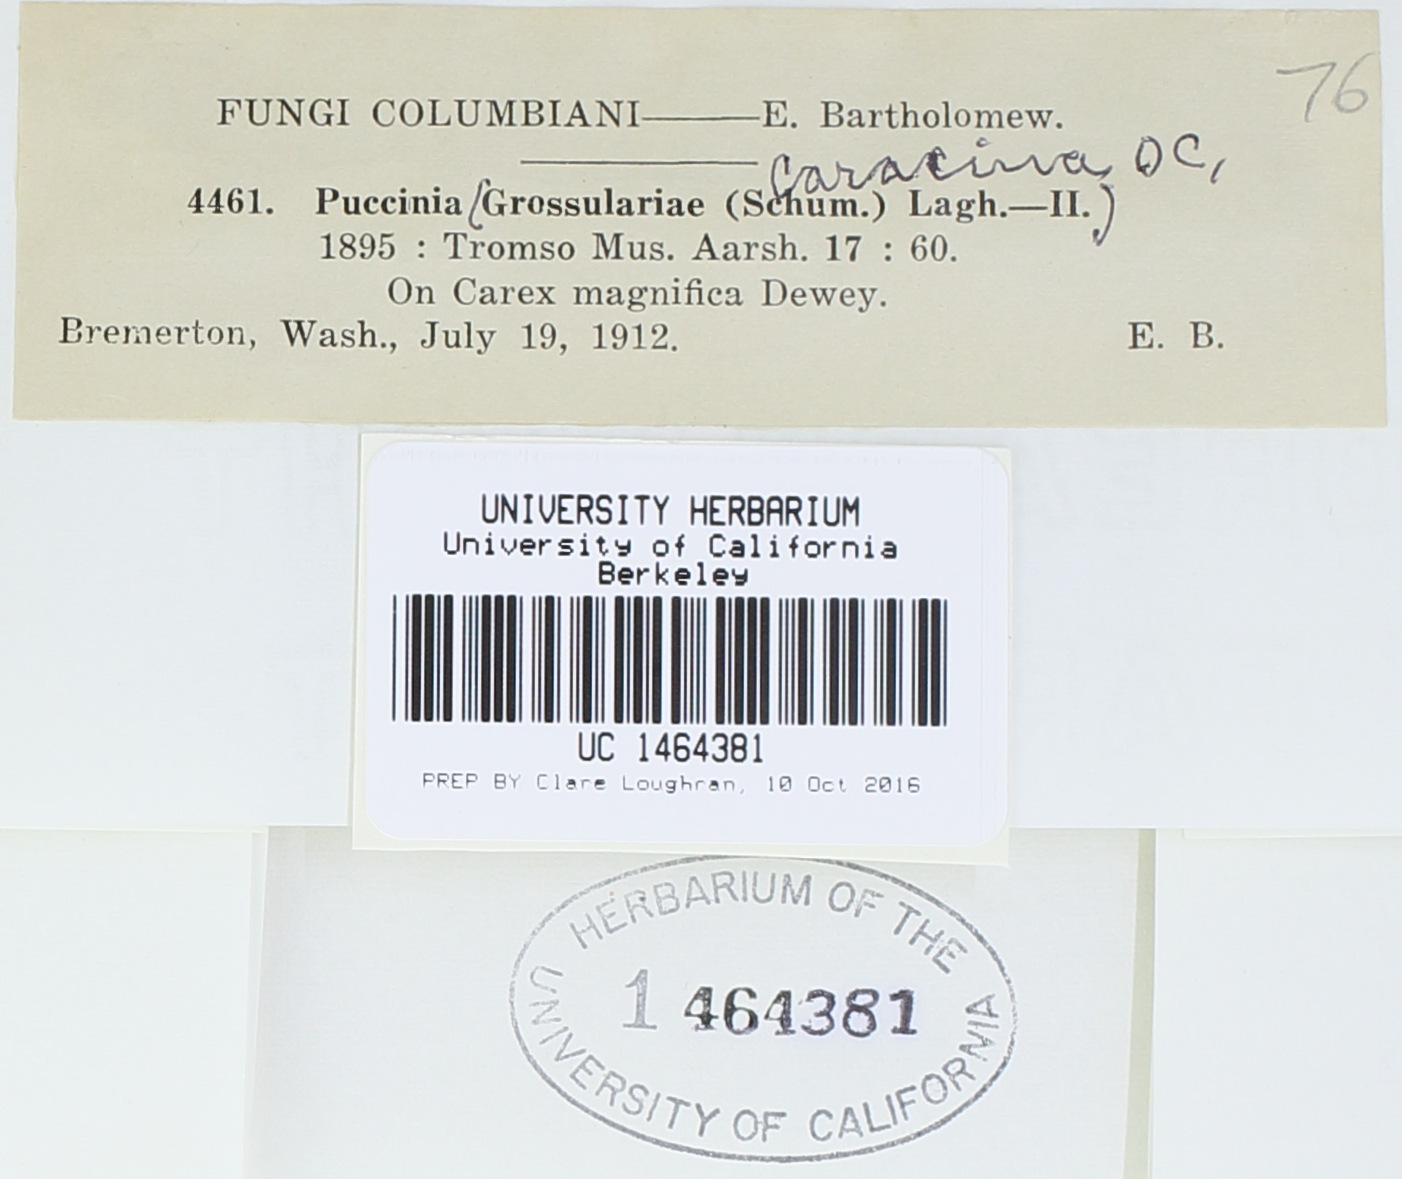 76
FUNGI COLUMBIANI——E. Bartholomew.
caracina DC,
4461. Puccinia (Grossulariae (Schum.) Lagh.—II.)
1895 : Tromso Mus. Aarsh. 17 : 60.
On Carex magnifica Dewey.
Bremerton, Wash., July 19, 1912. E. B.
UNIVERSITY HERBARIUM
University of California
Berkeley
UC 1464381
PREP BY Clare Loughran, 10 Oct 2016
HERBARIUM OF THE
1 464381
UNIVERSITY OF CALIFORNIA